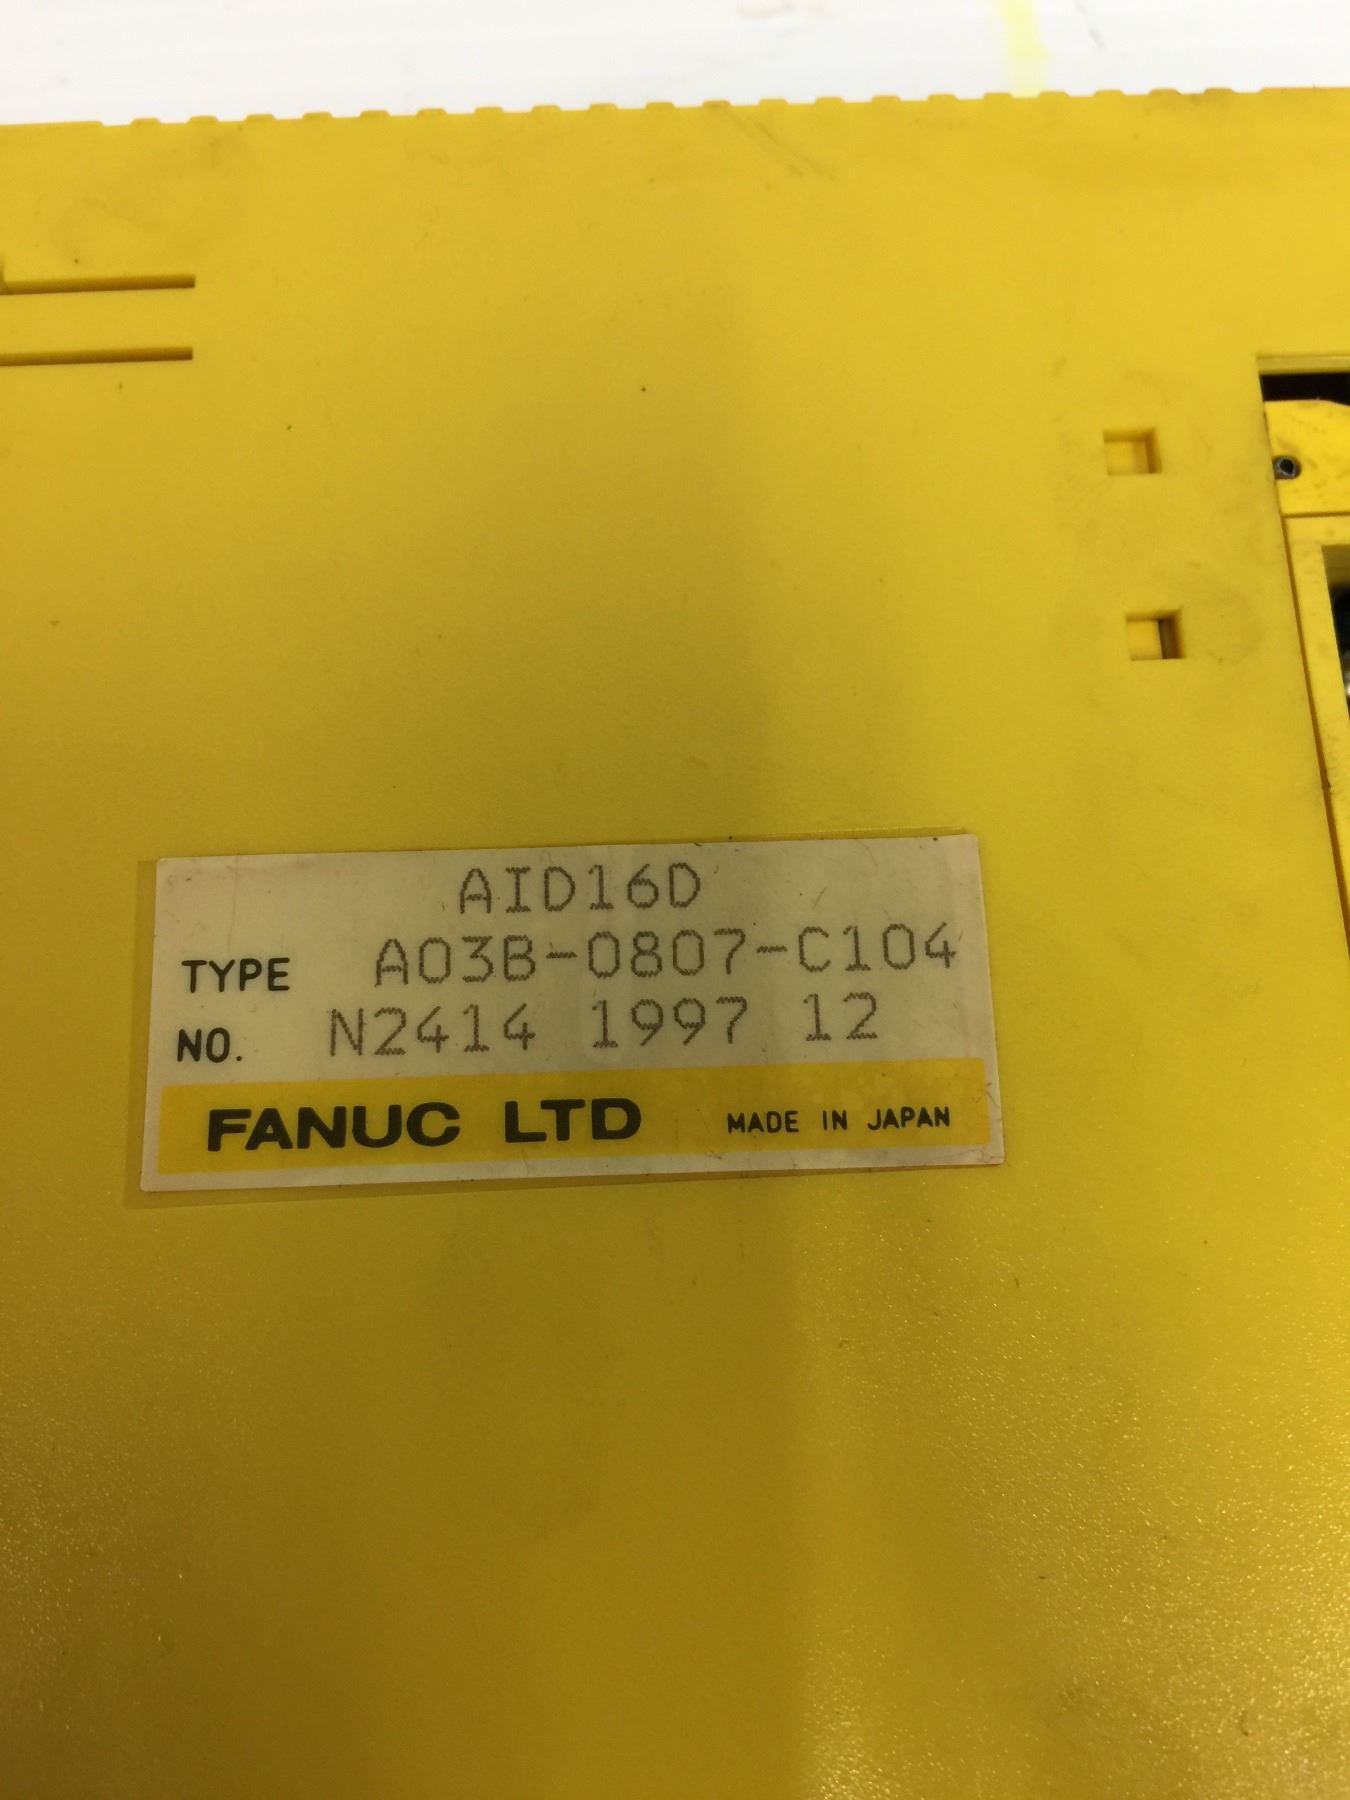 AID16D
TYPE A03B-0807-C104
NO. N2414 1997 12
FANUC LTD MADE IN JAPAN